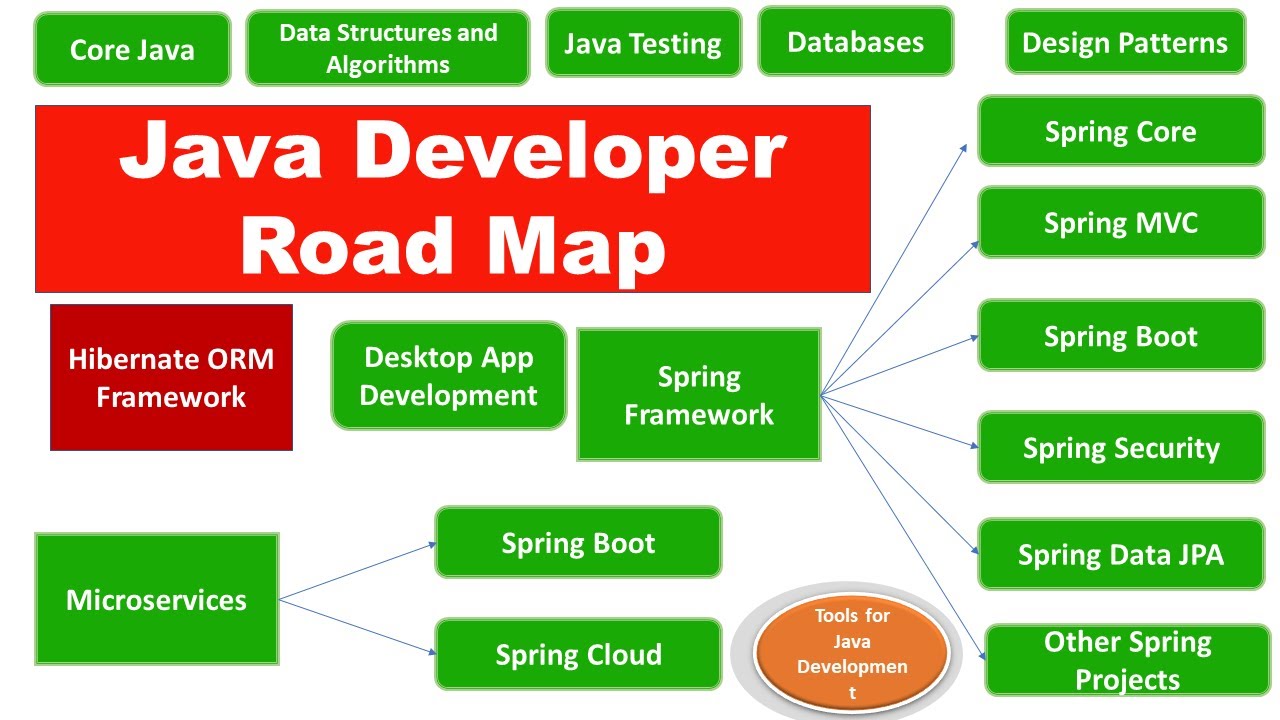 Core Java
Data Structures and
Algorithms
Java Testing
Databases
Design Patterns
Java Developer
Road Map
Spring Core
Spring MVC
Spring Boot
Spring Security
Spring Data JPA
Other Spring
Projects
Hibernate ORM
Framework
Desktop App
Development
Spring
Framework
Microservices
Spring Boot
Spring Cloud
Tools for
Java
Developmen
t